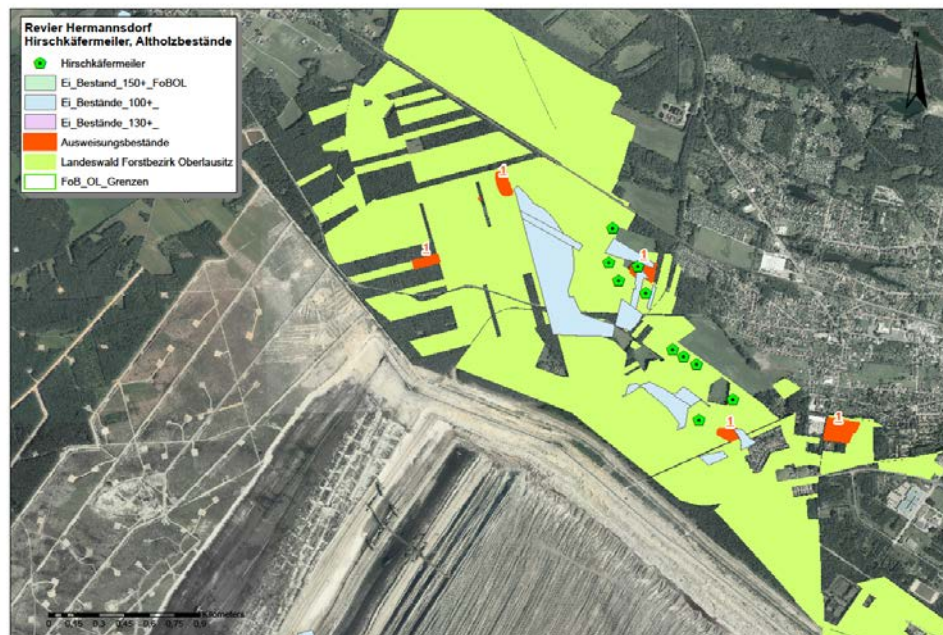 Revier Hermannsdorf
Hirschkäfermeiler, Altholzbestände
Hirschkäfermeiler
Ei_Bestand_150+_FoBOL
Ei_Bestände_100+_
Ei_Bestände_130+_
Ausweisungsbestände
Landeswald Forstbezirk Oberlausitz
FoB_OL_Grenzen
1
1
1
1
1
Kilometers
0 0,15 0,3 0,45 0,6 0,75 0,9